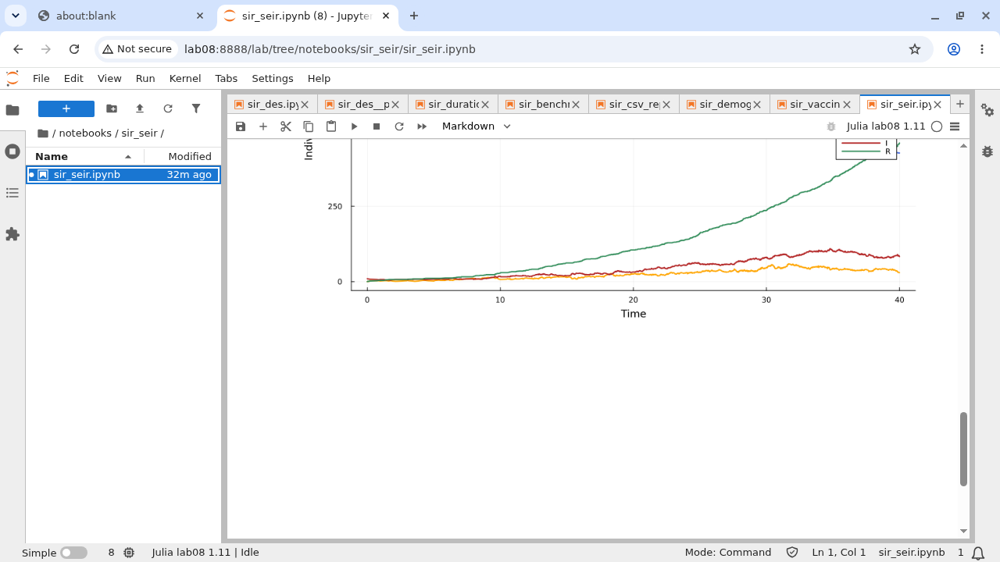 about:blank
sir_seir.ipynb (8) - Jupyter
Not secure
lab08:8888/lab/tree/notebooks/sir_seir/sir_seir.ipynb
File Edit View Run Kernel Tabs Settings Help
sir_des.ipy
sir_des__p
sir_duratio
sir_bench
sir_csv_re
sir_demog
sir_vaccin
sir_seir.ipy
/ notebooks / sir_seir /
Markdown
Julia lab08 1.11
Name
Modified
sir_seir.ipynb
32m ago
Indiv
I
R
250
0
0 10 20 30 40
Time
Simple
8
Julia lab08 1.11 | Idle
Mode: Command
Ln 1, Col 1
sir_seir.ipynb
1